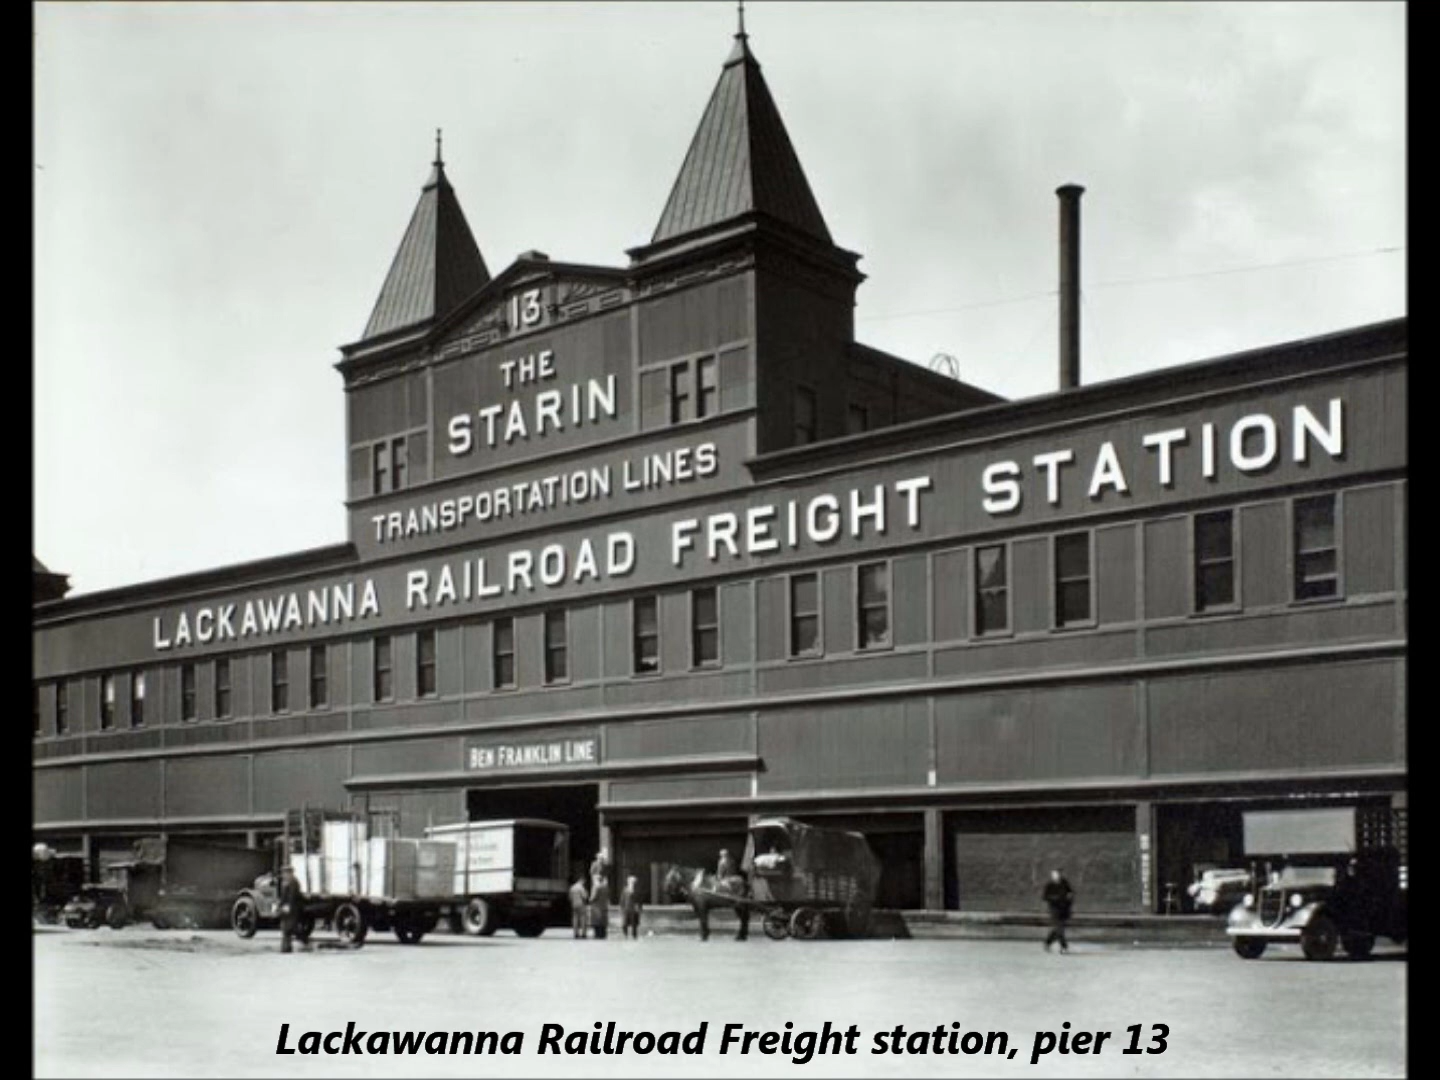 13
THE
STARIN
TRANSPORTATION LINES
LACKAWANNA RAILROAD FREIGHT STATION
BEN FRANKLIN LINE
Lackawanna Railroad Freight station, pier 13